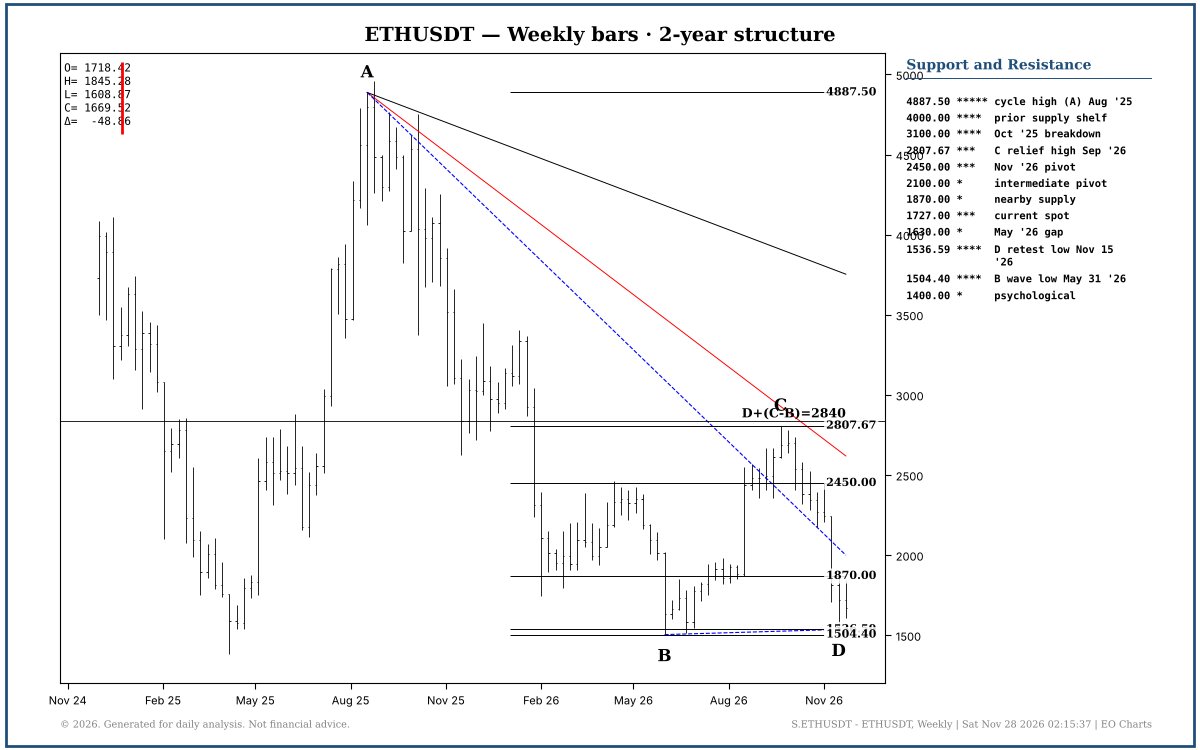 ETHUSDT — Weekly bars · 2-year structure
O= 1718.42
H= 1845.28
L= 1608.87
C= 1669.52
Δ= -48.86
A
4887.50
C
D+(C-B)=2840
2807.67
2450.00
1870.00
1536.59
1504.40
B
D
5000
4500
4000
3500
3000
2500
2000
1500
Nov 24
Feb 25
May 25
Aug 25
Nov 25
Feb 26
May 26
Aug 26
Nov 26
Support and Resistance
4887.50 ***** cycle high (A) Aug '25
4000.00 **** prior supply shelf
3100.00 **** Oct '25 breakdown
2807.67 *** C relief high Sep '26
2450.00 *** Nov '26 pivot
2100.00 * intermediate pivot
1870.00 * nearby supply
1727.00 *** current spot
1630.00 * May '26 gap
1536.59 **** D retest low Nov 15
'26
1504.40 **** B wave low May 31 '26
1400.00 * psychological
© 2026. Generated for daily analysis. Not financial advice.
S.ETHUSDT - ETHUSDT, Weekly | Sat Nov 28 2026 02:15:37 | EO Charts